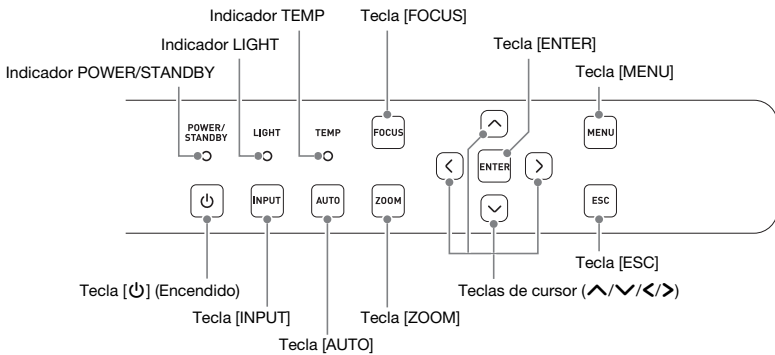 Indicador TEMP
Tecla [FOCUS]
Indicador LIGHT
Tecla [ENTER]
Indicador POWER/STANDBY
Tecla [MENU]
POWER/
STANDBY
LIGHT
TEMP
FOCUS
ENTER
MENU
INPUT
AUTO
ZOOM
ESC
Tecla [ESC]
Tecla [⏻] (Encendido)
Teclas de cursor (∧/∨/</>)
Tecla [INPUT]
Tecla [ZOOM]
Tecla [AUTO]